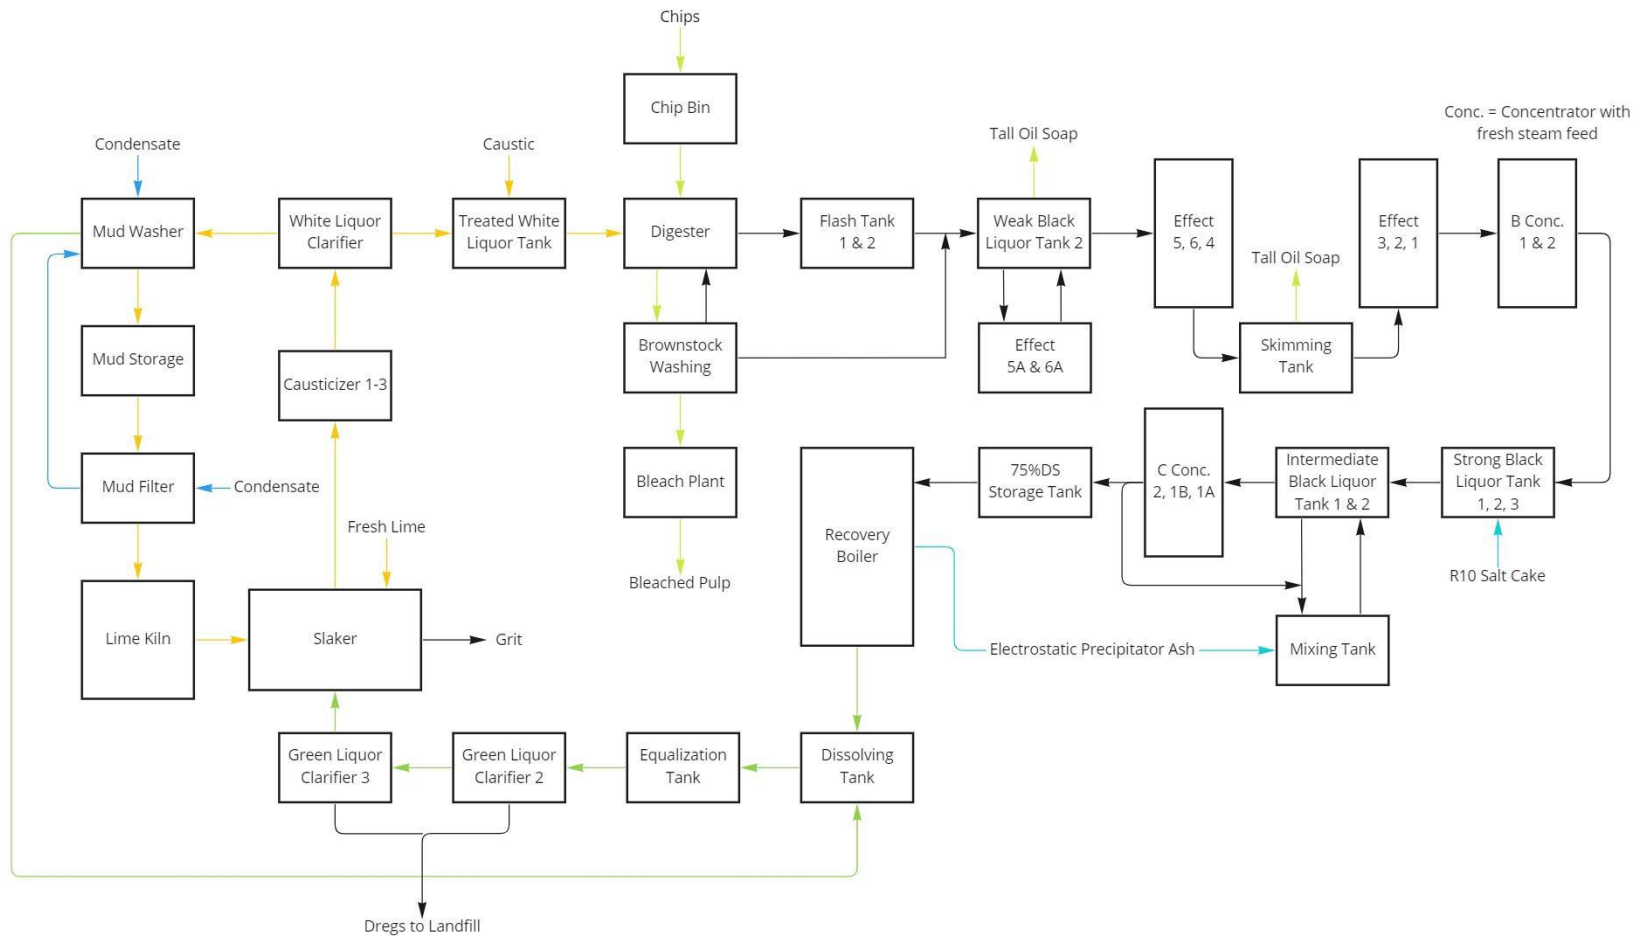 Chips
Chip Bin
Conc. = Concentrator with
fresh steam feed
Condensate
Caustic
Tall Oil Soap
Mud Washer
White Liquor
Clarifier
Treated White
Liquor Tank
Digester
Flash Tank
1 & 2
Weak Black
Liquor Tank 2
Effect
5, 6, 4
Effect
3, 2, 1
B Conc.
1 & 2
Tall Oil Soap
Mud Storage
Causticizer 1-3
Brownstock
Washing
Effect
5A & 6A
Skimming
Tank
Mud Filter
Condensate
Bleach Plant
75%DS
Storage Tank
C Conc.
2, 1B, 1A
Intermediate
Black Liquor
Tank 1 & 2
Strong Black
Liquor Tank
1, 2, 3
Fresh Lime
Recovery
Boiler
Bleached Pulp
R10 Salt Cake
Lime Kiln
Slaker
Grit
Electrostatic Precipitator Ash
Mixing Tank
Green Liquor
Clarifier 3
Green Liquor
Clarifier 2
Equalization
Tank
Dissolving
Tank
Dregs to Landfill